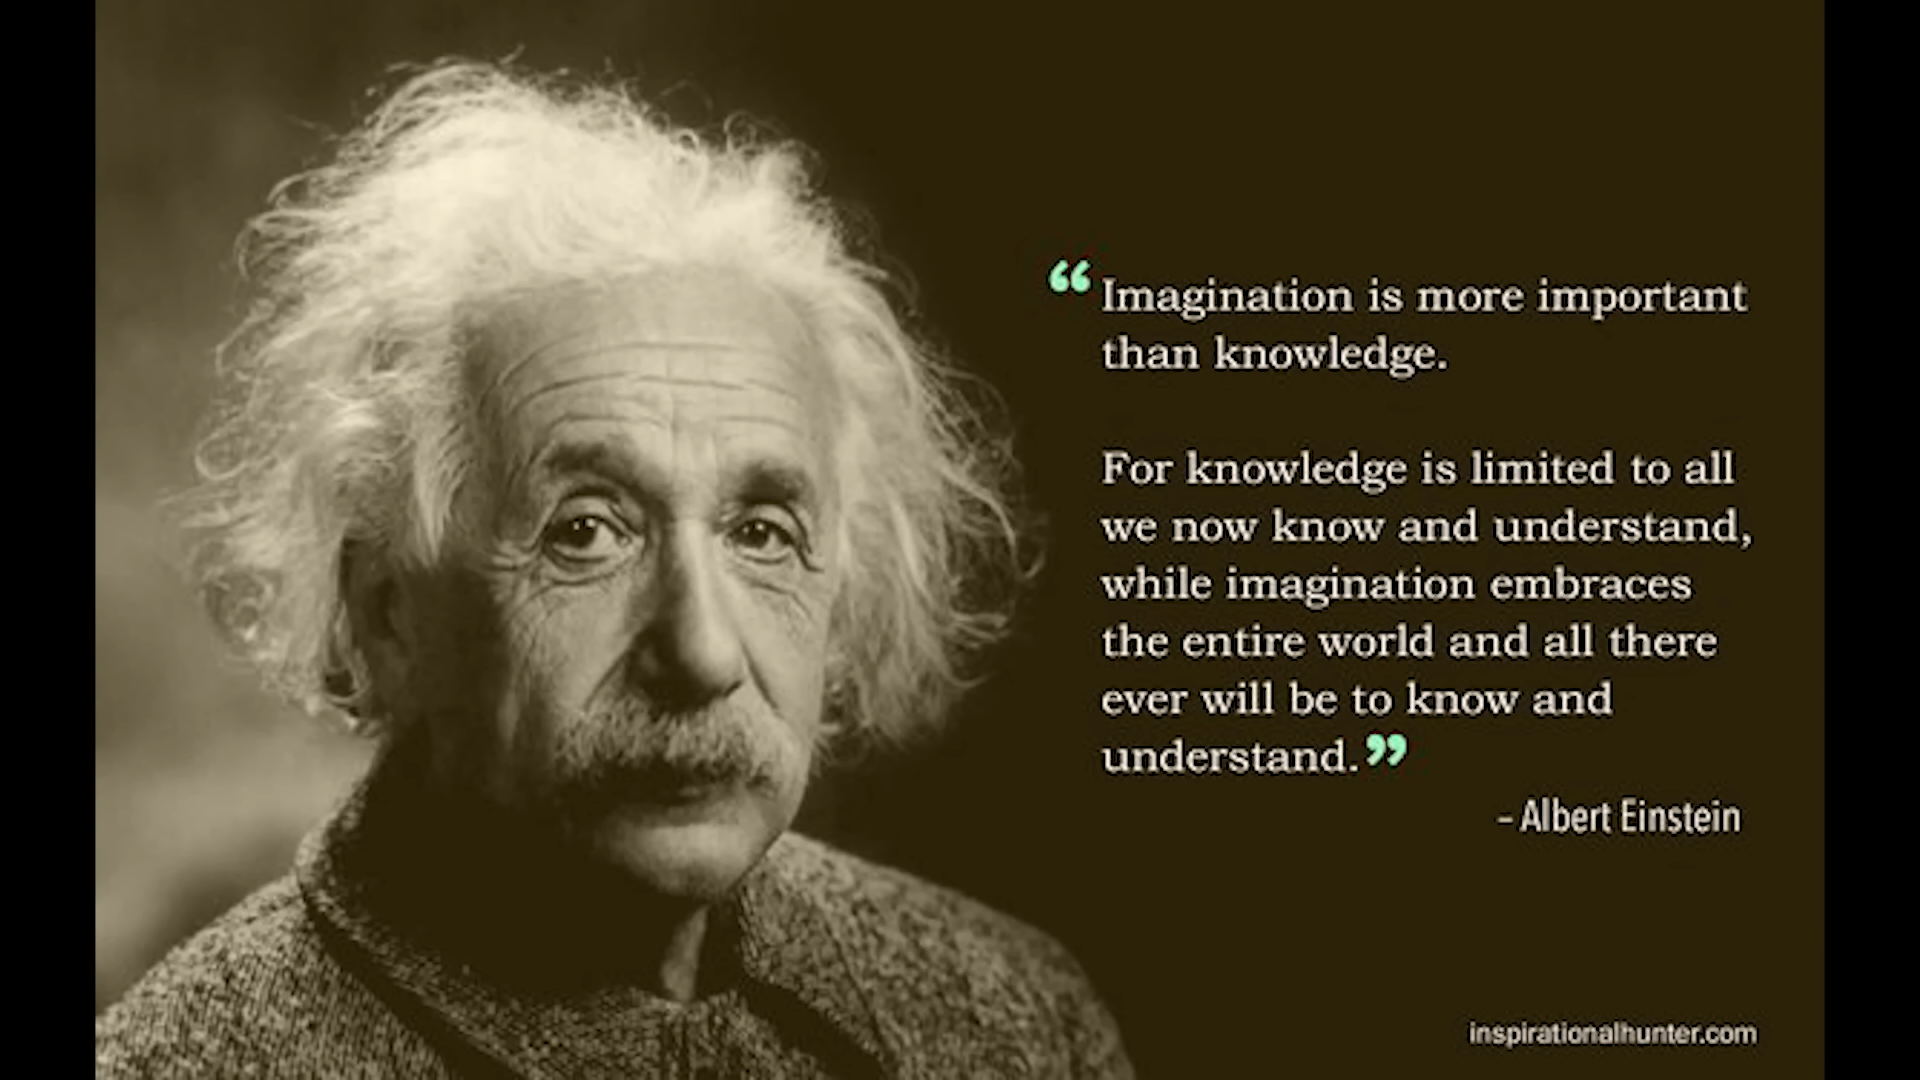 “Imagination is more important
than knowledge.
For knowledge is limited to all
we now know and understand,
while imagination embraces
the entire world and all there
ever will be to know and
understand.”
– Albert Einstein
inspirationalhunter.com